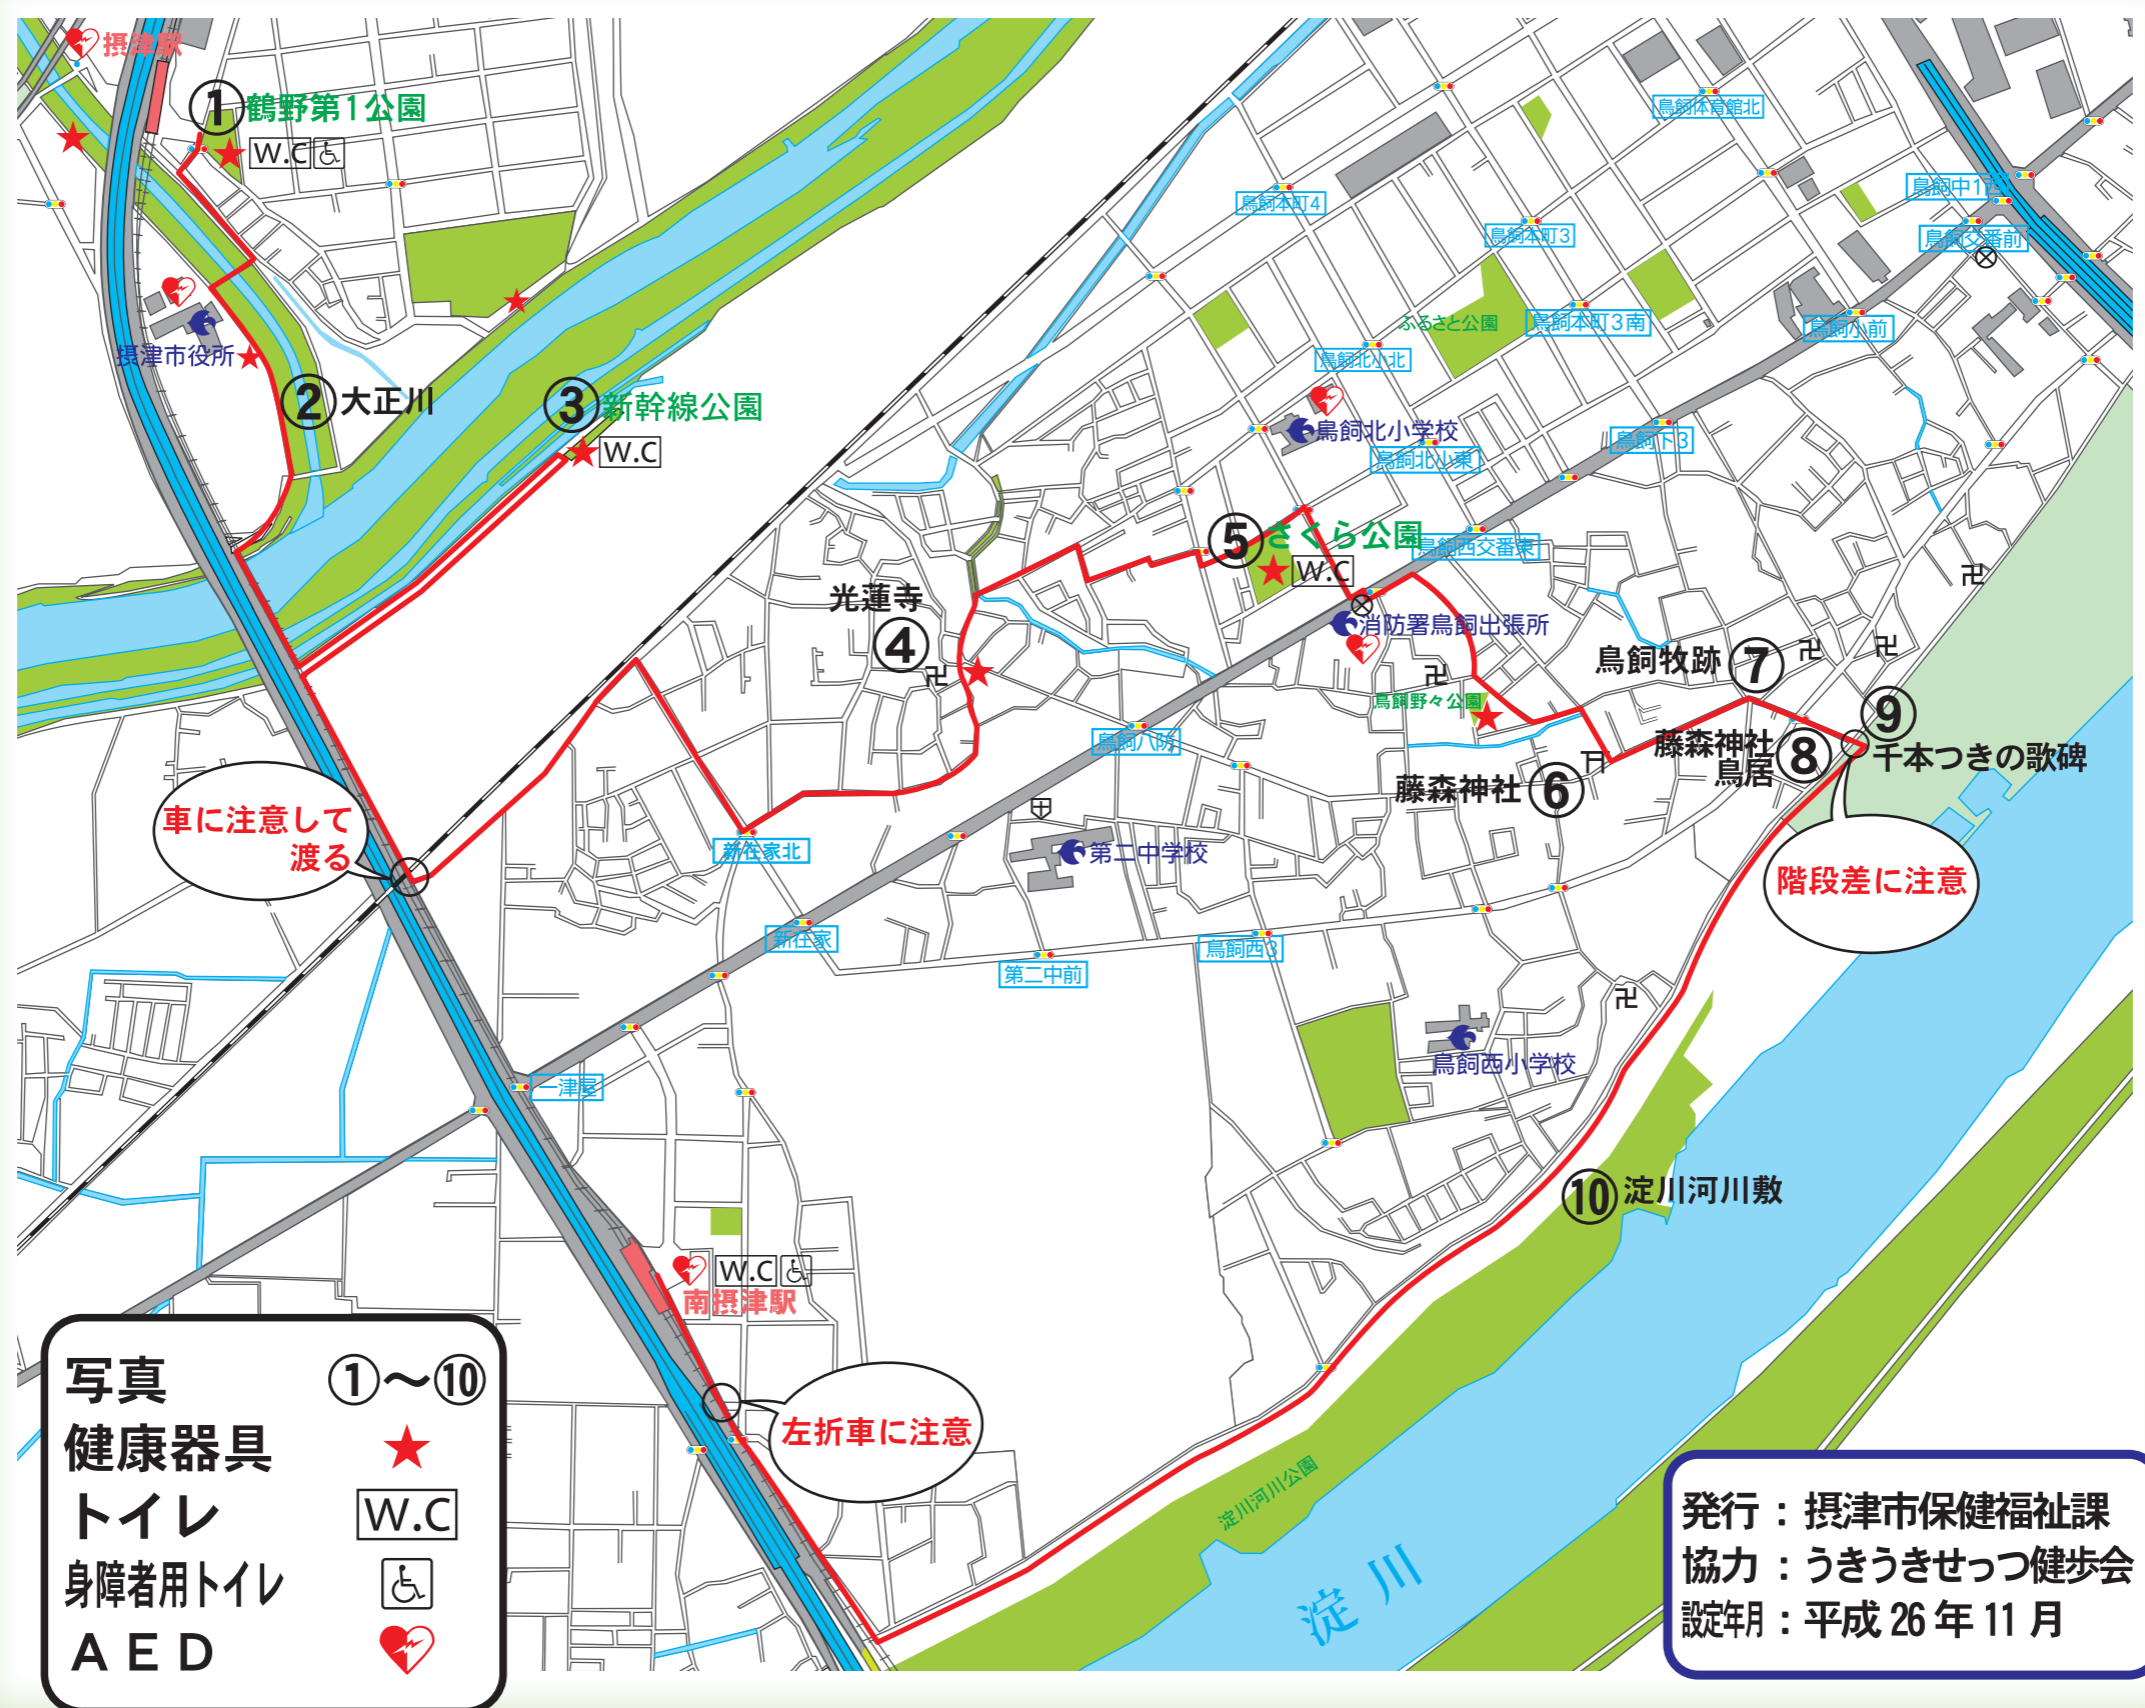 摂津駅
① 鶴野第1公園
W.C
摂津市役所
② 大正川
③ 新幹線公園
W.C
鳥飼体育館北
鳥飼本町4
鳥飼本町3
鳥飼中1西
鳥飼交番前
ふるさと公園
鳥飼本町3南
鳥飼小前
鳥飼北小北
鳥飼北小学校
鳥飼北小東
鳥飼下3
⑤ さくら公園
W.C
鳥飼西交番東
光蓮寺
④
消防署鳥飼出張所
鳥飼牧跡 ⑦
鳥飼野々公園
⑨
千本つきの歌碑
藤森神社
鳥居
⑧
藤森神社 ⑥
鳥飼八防
車に注意して
渡る
新在家北
第二中学校
階段差に注意
新在家
第二中前
鳥飼西3
鳥飼西小学校
一津屋
⑩ 淀川河川敷
W.C
南摂津駅
左折車に注意
淀川河川公園
淀川
写真 ①～⑩
健康器具 ★
トイレ W.C
身障者用トイレ
AED
発行：摂津市保健福祉課
協力：うきうきせっつ健歩会
設定年月：平成26年11月